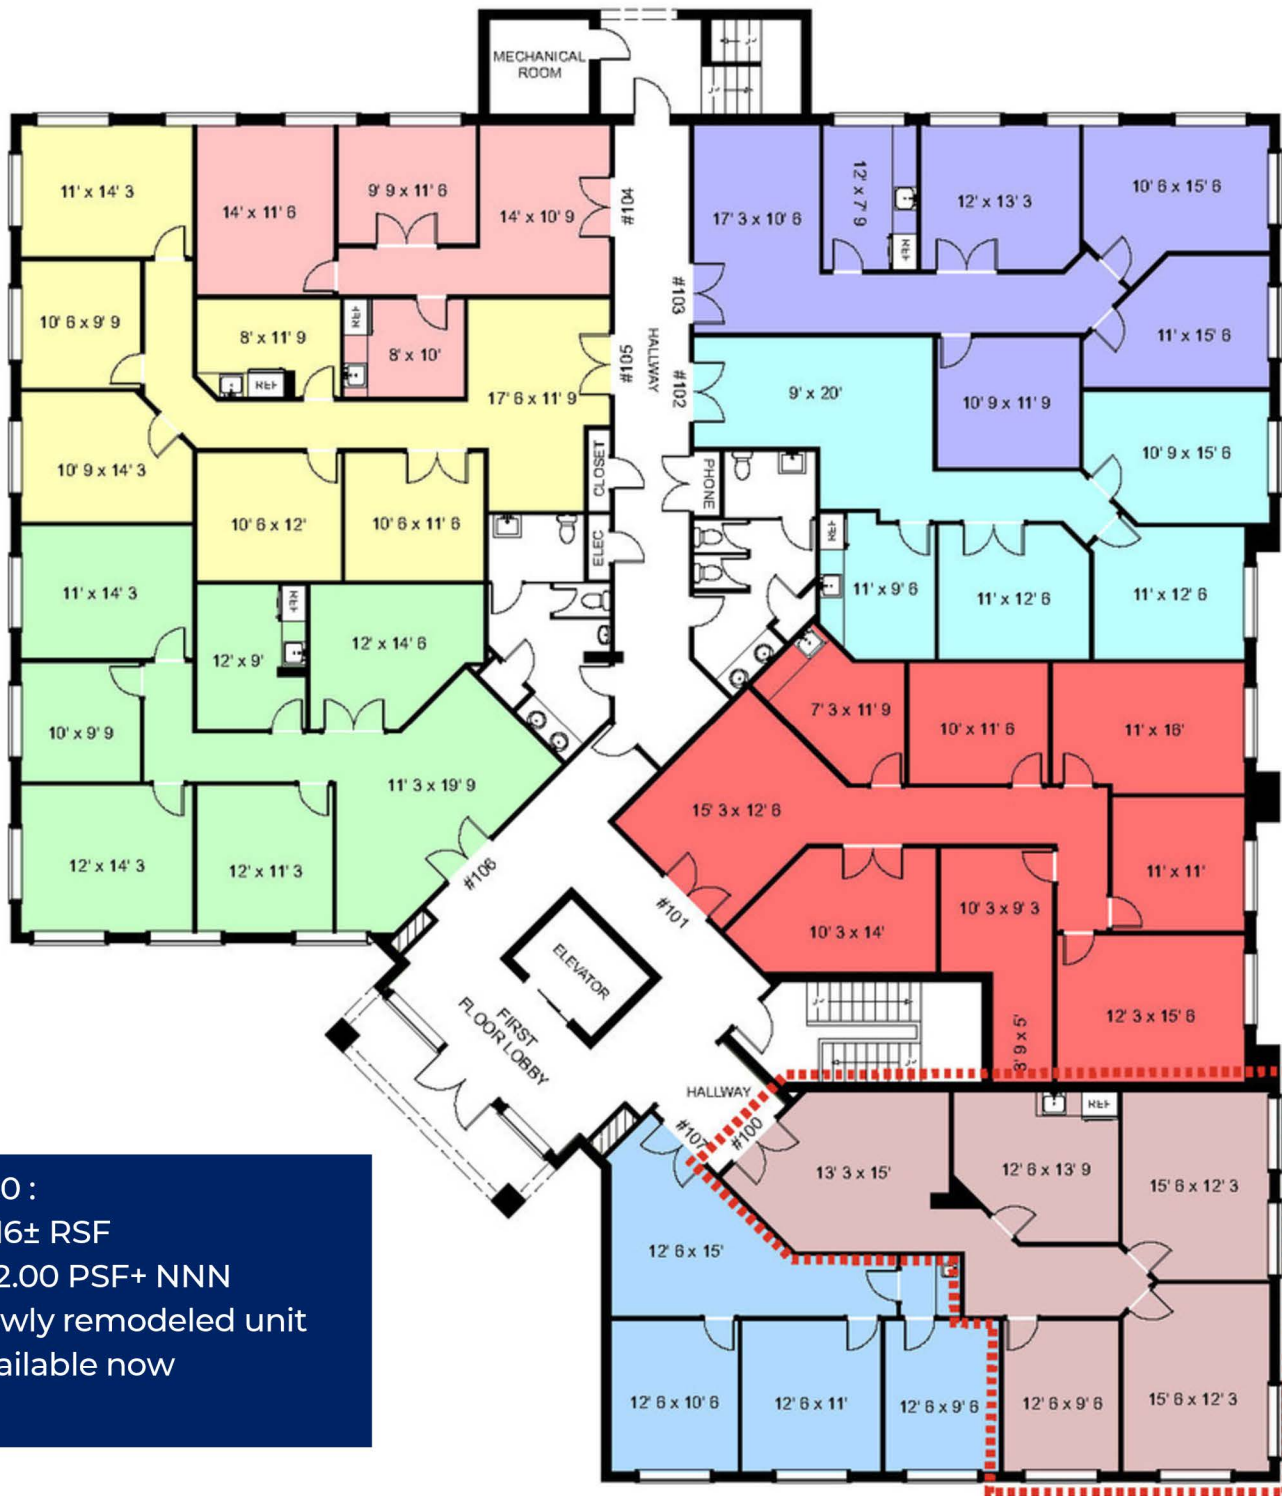 MECHANICAL
ROOM
11' x 14' 3
14' x 11' 6
9' 9 x 11' 6
14' x 10' 9
#104
17' 3 x 10' 6
12' x 7' 9
REF
12' x 13' 3
10' 6 x 15' 6
10' 6 x 9' 9
8' x 11' 9
REF
REF
8' x 10'
#105
HALLWAY
#103
#102
11' x 15' 6
17' 6 x 11' 9
9' x 20'
10' 9 x 11' 9
10' 9 x 14' 3
10' 6 x 12'
10' 6 x 11' 6
CLOSET
PHONE
10' 9 x 15' 6
ELEC
REF
11' x 14' 3
REF
12' x 9'
12' x 14' 6
11' x 9' 6
11' x 12' 6
11' x 12' 6
10' x 9' 9
11' 3 x 19' 9
7' 3 x 11' 9
10' x 11' 6
11' x 16'
15' 3 x 12' 6
12' x 14' 3
12' x 11' 3
#106
#101
11' x 11'
10' 3 x 9' 3
10' 3 x 14'
ELEVATOR
FIRST
FLOOR LOBBY
3' 9 x 5'
12' 3 x 15' 6
HALLWAY
#107
#100
13' 3 x 15'
12' 6 x 13' 9
REF
15' 6 x 12' 3
12' 6 x 15'
12' 6 x 10' 6
12' 6 x 11'
12' 6 x 9' 6
12' 6 x 9' 6
15' 6 x 12' 3
0 :
16± RSF
2.00 PSF+ NNN
wly remodeled unit
ailable now